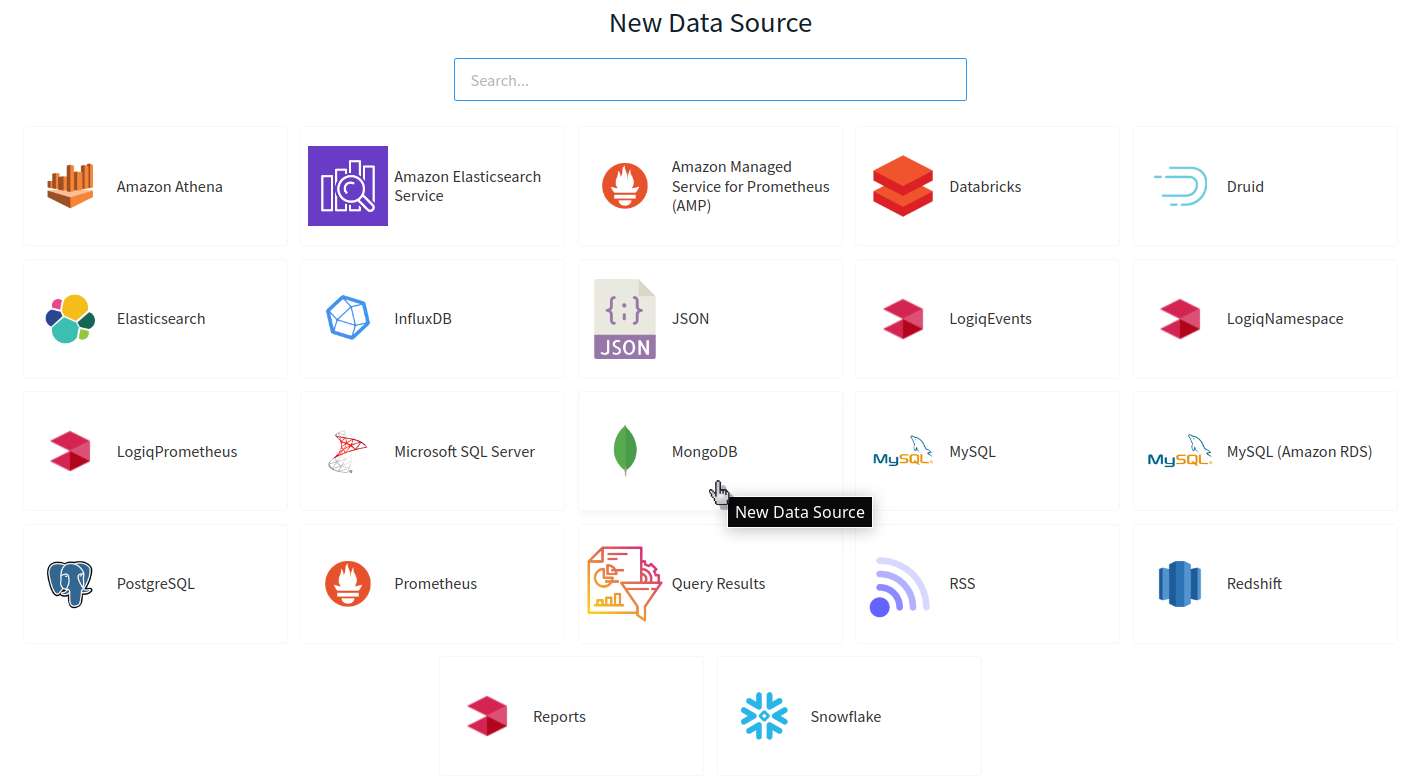 New Data Source
Search...
Amazon Athena
Amazon Elasticsearch
Service
Amazon Managed
Service for Prometheus
(AMP)
Databricks
Druid
Elasticsearch
InfluxDB
{;}
JSON
JSON
LogiqEvents
LogiqNamespace
LogiqPrometheus
Microsoft SQL Server
MongoDB
MySQL
MySQL
MySQL
MySQL (Amazon RDS)
New Data Source
PostgreSQL
Prometheus
Query Results
RSS
Redshift
Reports
Snowflake